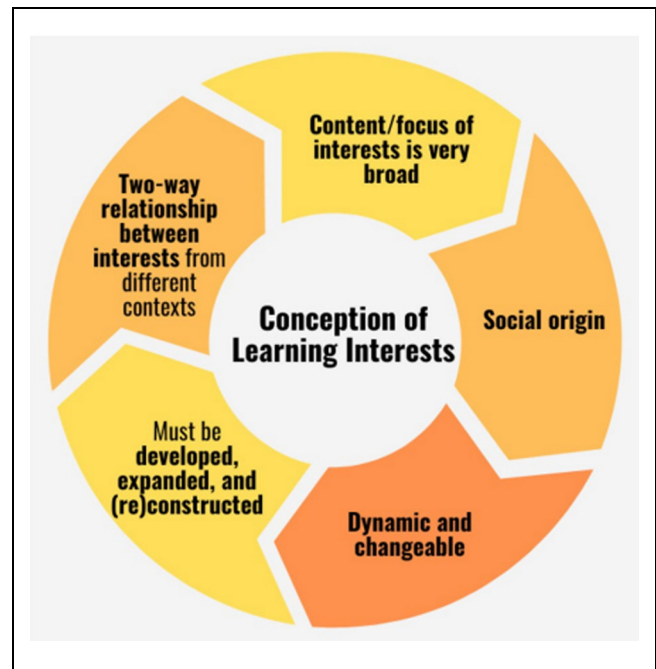 Content/focus of
interests is very
broad
Social origin
Dynamic and
changeable
Must be
developed,
expanded, and
(re)constructed
Two-way
relationship
between
interests from
different
contexts
Conception of
Learning Interests